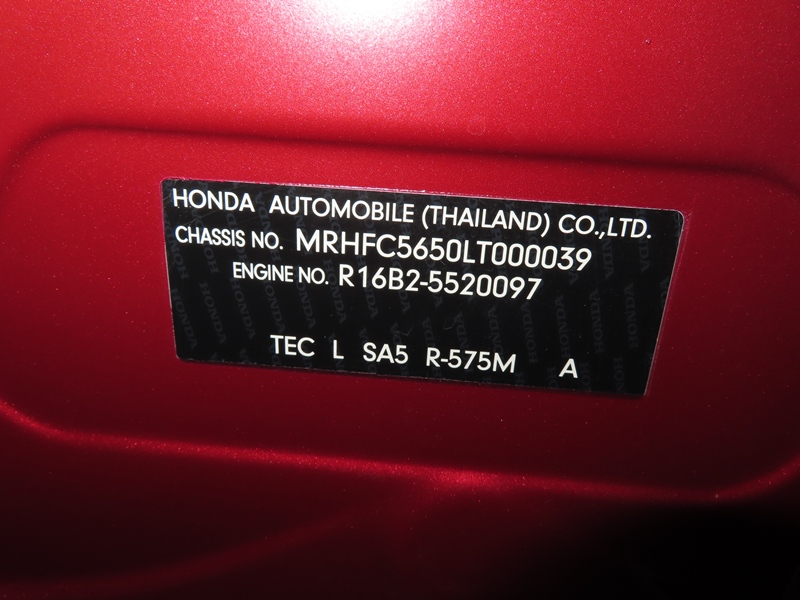 HONDA AUTOMOBILE (THAILAND) CO.,LTD.
CHASSIS NO. MRHFC5650LT000039
ENGINE NO. R16B2-5520097
TEC L SA5 R-575M A